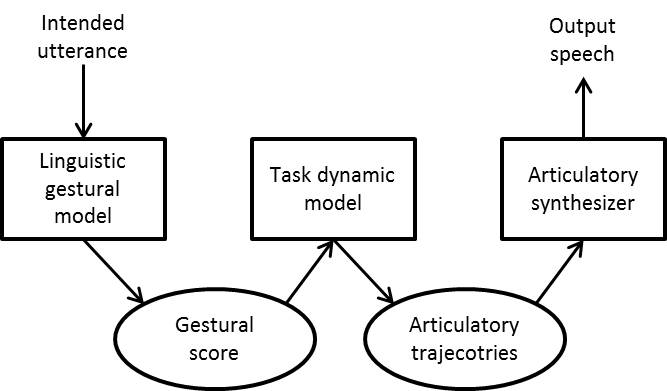 Intended
utterance
Output
speech
Linguistic
gestural
model
Task dynamic
model
Articulatory
synthesizer
Gestural
score
Articulatory
trajecotries